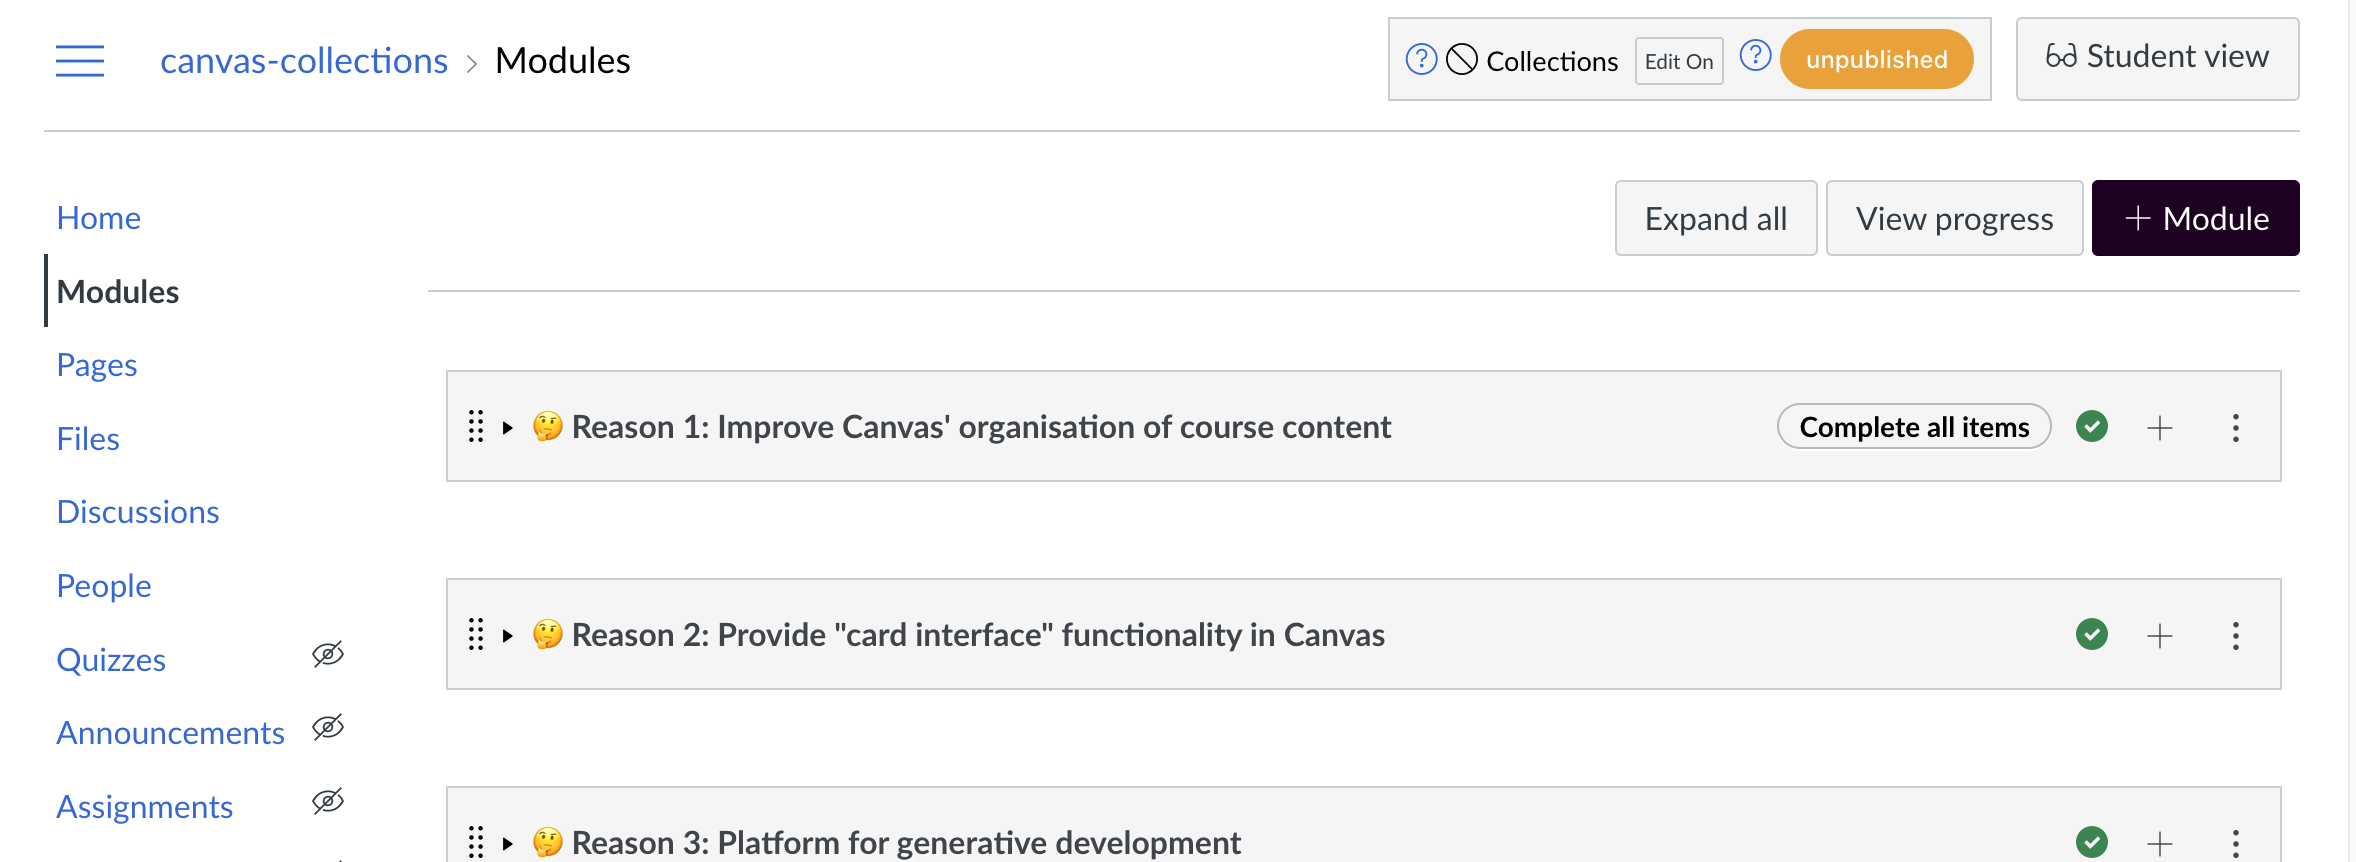 canvas-collections > Modules
? Collections Edit On ? unpublished
Student view
Expand all
View progress
+ Module
Home
Modules
Pages
Files
Discussions
People
Quizzes
Announcements
Assignments
🤔 Reason 1: Improve Canvas' organisation of course content
Complete all items
🤔 Reason 2: Provide "card interface" functionality in Canvas
🤔 Reason 3: Platform for generative development